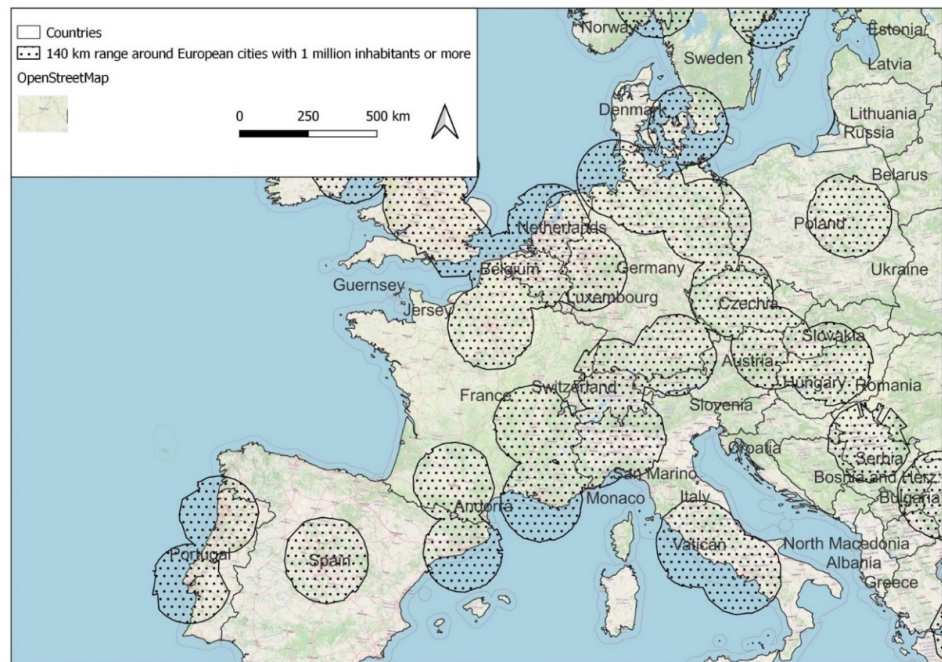 Countries
140 km range around European cities with 1 million inhabitants or more
OpenStreetMap
0 250 500 km
Norway
Estonia
Sweden
Latvia
Denmark
Lithuania
Russia
Belarus
Poland
Netherlands
Ukraine
Belgium
Germany
Guernsey
Luxembourg
Czechia
Jersey
Slovakia
Austria
Hungary
Romania
Switzerland
France
Slovenia
Croatia
Serbia
San Marino
Bosnia and Herz.
Monaco
Italy
Bulgaria
Andorra
Vatican
North Macedonia
Portugal
Spain
Albania
Greece